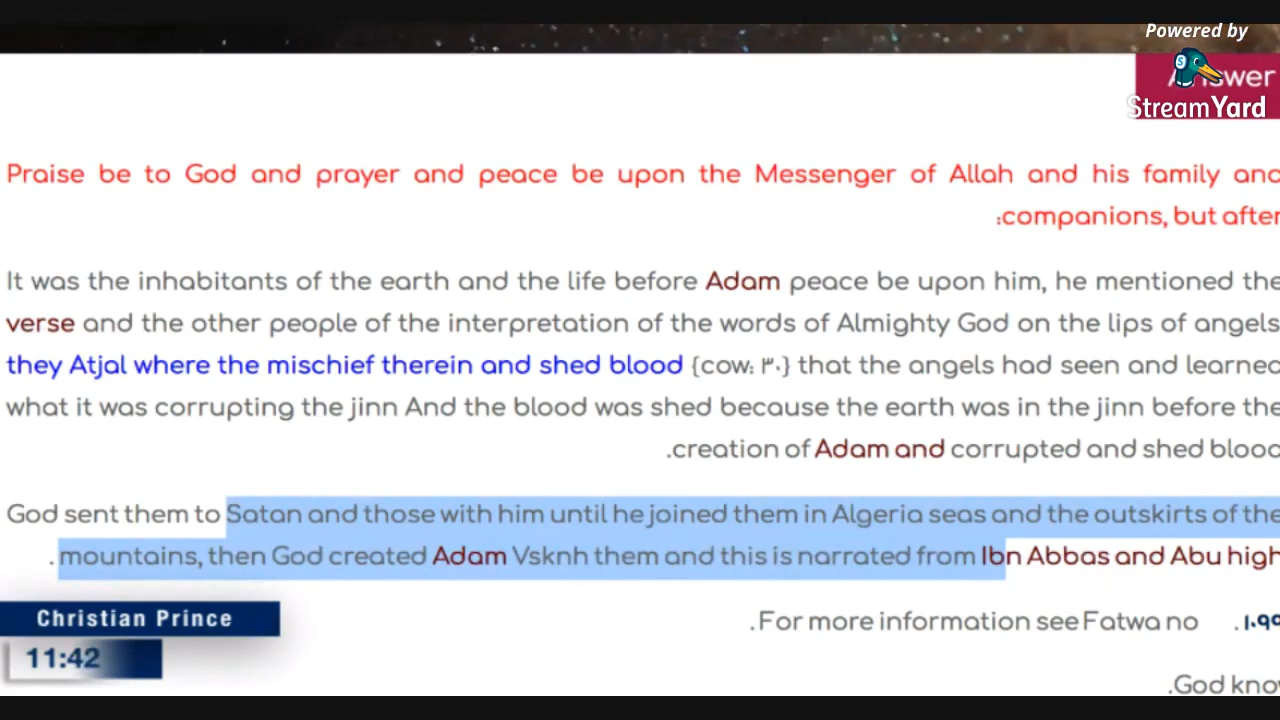 Powered by
StreamYard
Answer
Praise be to God and prayer and peace be upon the Messenger of Allah and his family and
:companions, but after
It was the inhabitants of the earth and the life before Adam peace be upon him, he mentioned the
verse and the other people of the interpretation of the words of Almighty God on the lips of angels
they Atjal where the mischief therein and shed blood {cow: ٣٠} that the angels had seen and learned
what it was corrupting the jinn And the blood was shed because the earth was in the jinn before the
.creation of Adam and corrupted and shed blood
God sent them to Satan and those with him until he joined them in Algeria seas and the outskirts of the
. mountains, then God created Adam Vsknh them and this is narrated from Ibn Abbas and Abu high
.For more information see Fatwa no .
.God know
Christian Prince
11:42